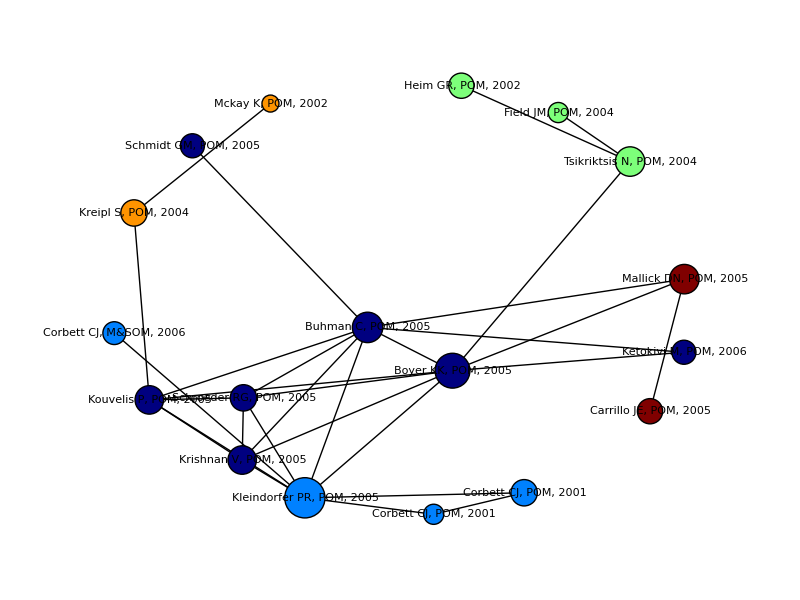 Heim GR, POM, 2002
Mckay K, POM, 2002
Field JM, POM, 2004
Schmidt GM, POM, 2005
Tsikriktsis N, POM, 2004
Kreipl S, POM, 2004
Mallick DN, POM, 2005
Buhman C, POM, 2005
Corbett CJ, M&SOM, 2006
Ketokivi M, POM, 2006
Boyer KK, POM, 2005
Schroeder RG, POM, 2005
Kouvelis P, POM, 2005
Carrillo JE, POM, 2005
Krishnan V, POM, 2005
Corbett CJ, POM, 2001
Kleindorfer PR, POM, 2005
Corbett CJ, POM, 2001